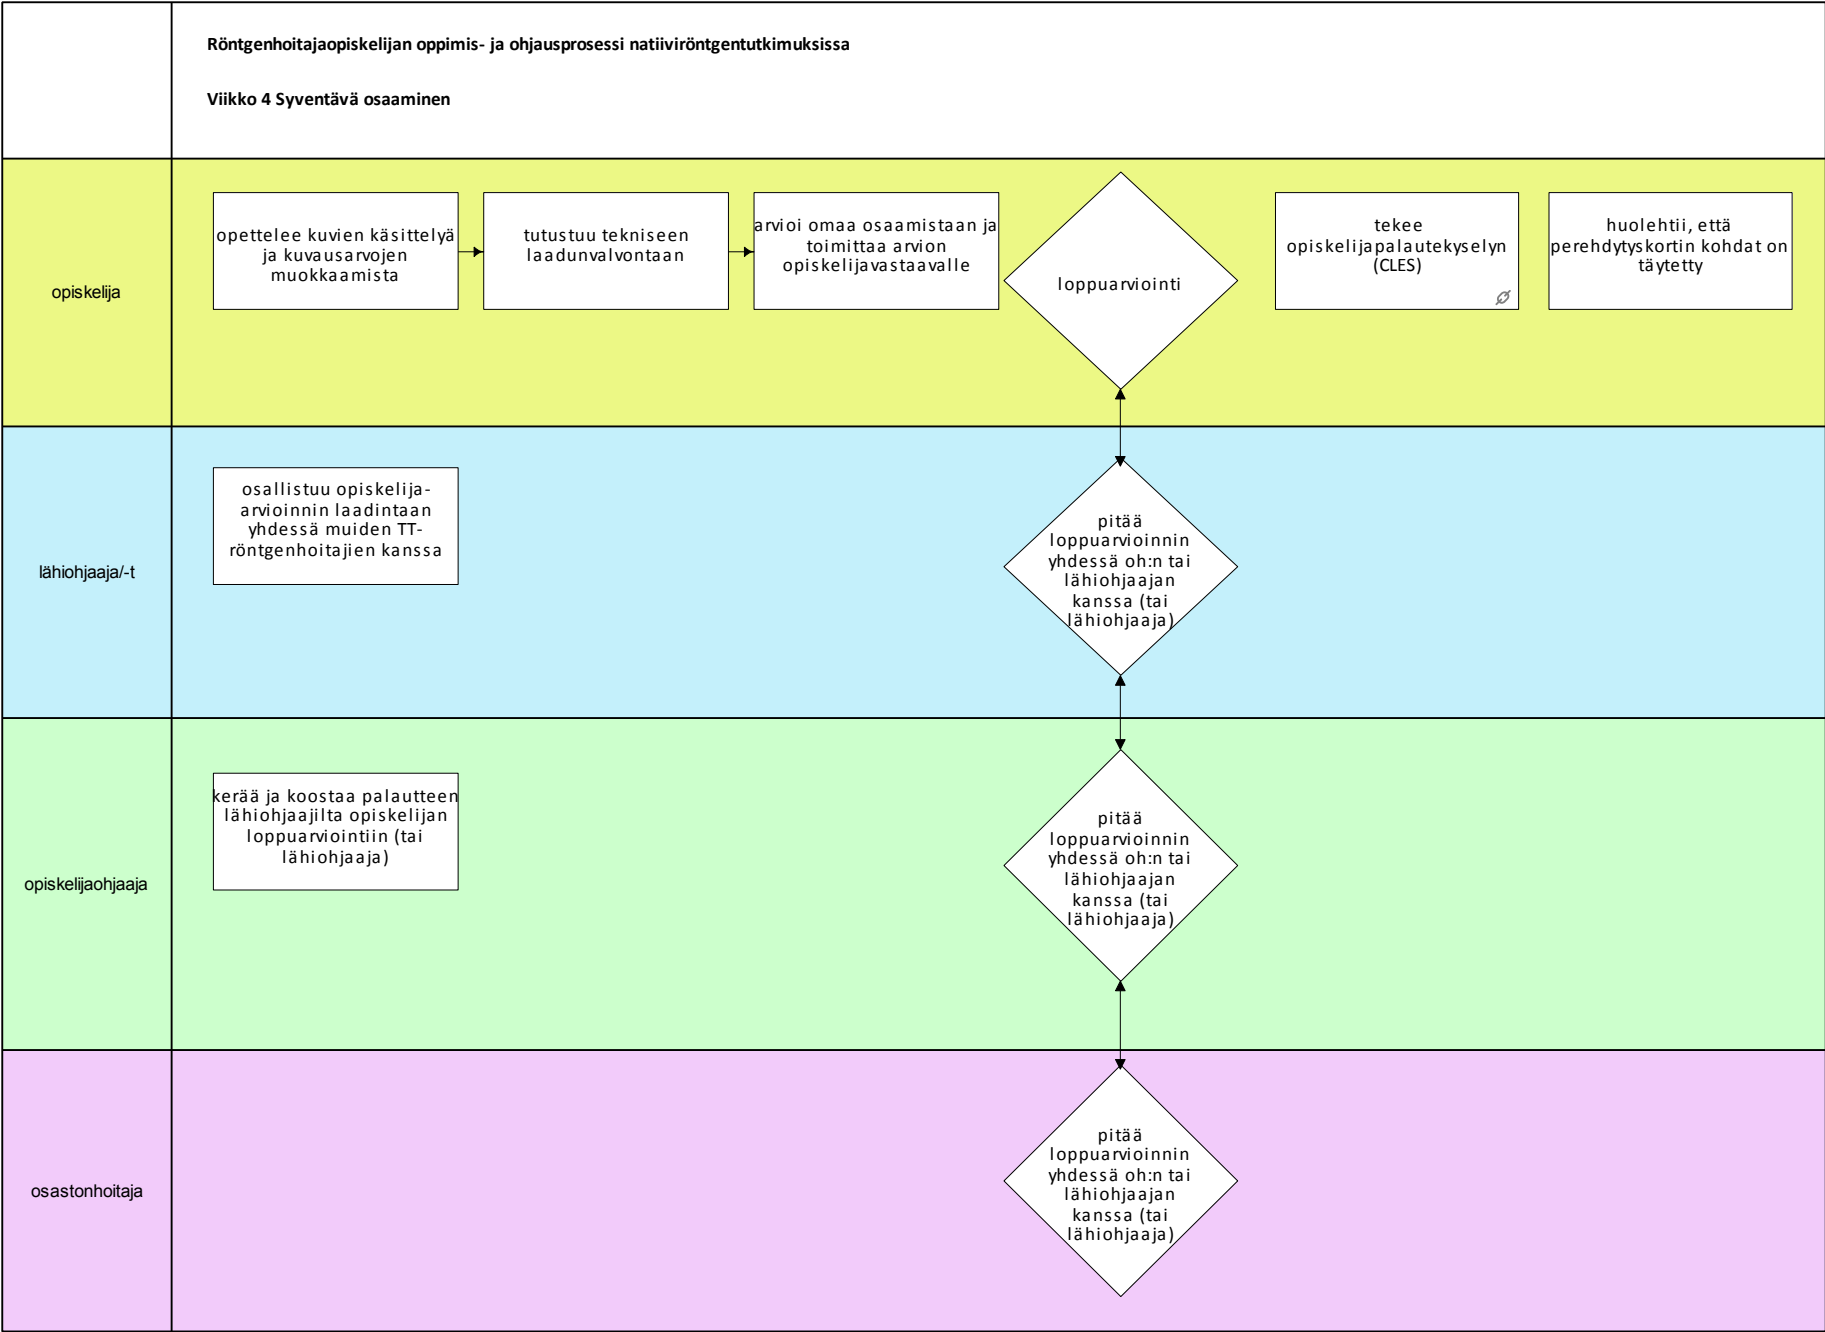 Röntgenhoitajaopiskelijan oppimis- ja ohjausprosessi natiiviröntgentutkimuksissa
Viikko 4 Syventävä osaaminen
opiskelija
opettelee kuvien käsittelyä
ja kuvausarvojen
muokkaamista
tutustuu tekniseen
laadunvalvontaan
arvioi omaa osaamistaan ja
toimittaa arvion
opiskelijavastaavalle
loppuarviointi
tekee
opiskelijapalautekyselyn
(CLES)
huolehtii, että
perehdytyskortin kohdat on
täytetty
lähiohjaaja/-t
osallistuu opiskelija-
arvioinnin laadintaan
yhdessä muiden TT-
röntgenhoitajien kanssa
pitää
loppuarvioinnin
yhdessä oh:n tai
lähiohjaajan
kanssa (tai
lähiohjaaja)
opiskelijaohjaaja
kerää ja koostaa palautteen
lähiohjaajilta opiskelijan
loppuarviointiin (tai
lähiohjaaja)
pitää
loppuarvioinnin
yhdessä oh:n tai
lähiohjaajan
kanssa (tai
lähiohjaaja)
osastonhoitaja
pitää
loppuarvioinnin
yhdessä oh:n tai
lähiohjaajan
kanssa (tai
lähiohjaaja)